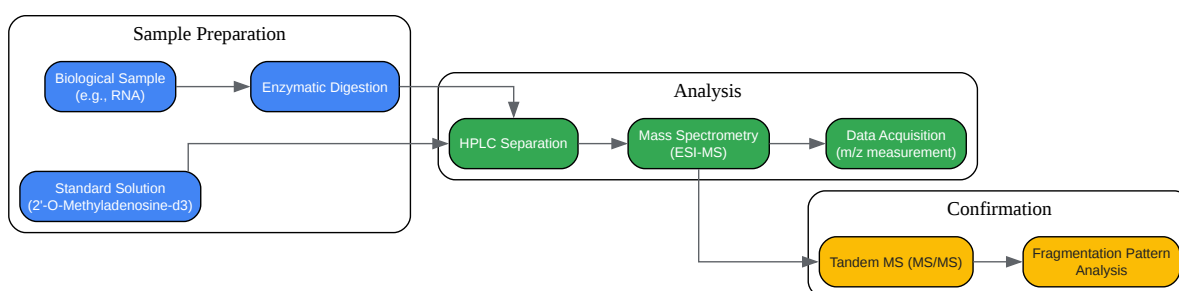 Sample Preparation
Biological Sample
(e.g., RNA)
Enzymatic Digestion
Standard Solution
(2'-O-Methyladenosine-d3)
Analysis
HPLC Separation
Mass Spectrometry
(ESI-MS)
Data Acquisition
(m/z measurement)
Confirmation
Tandem MS (MS/MS)
Fragmentation Pattern
Analysis